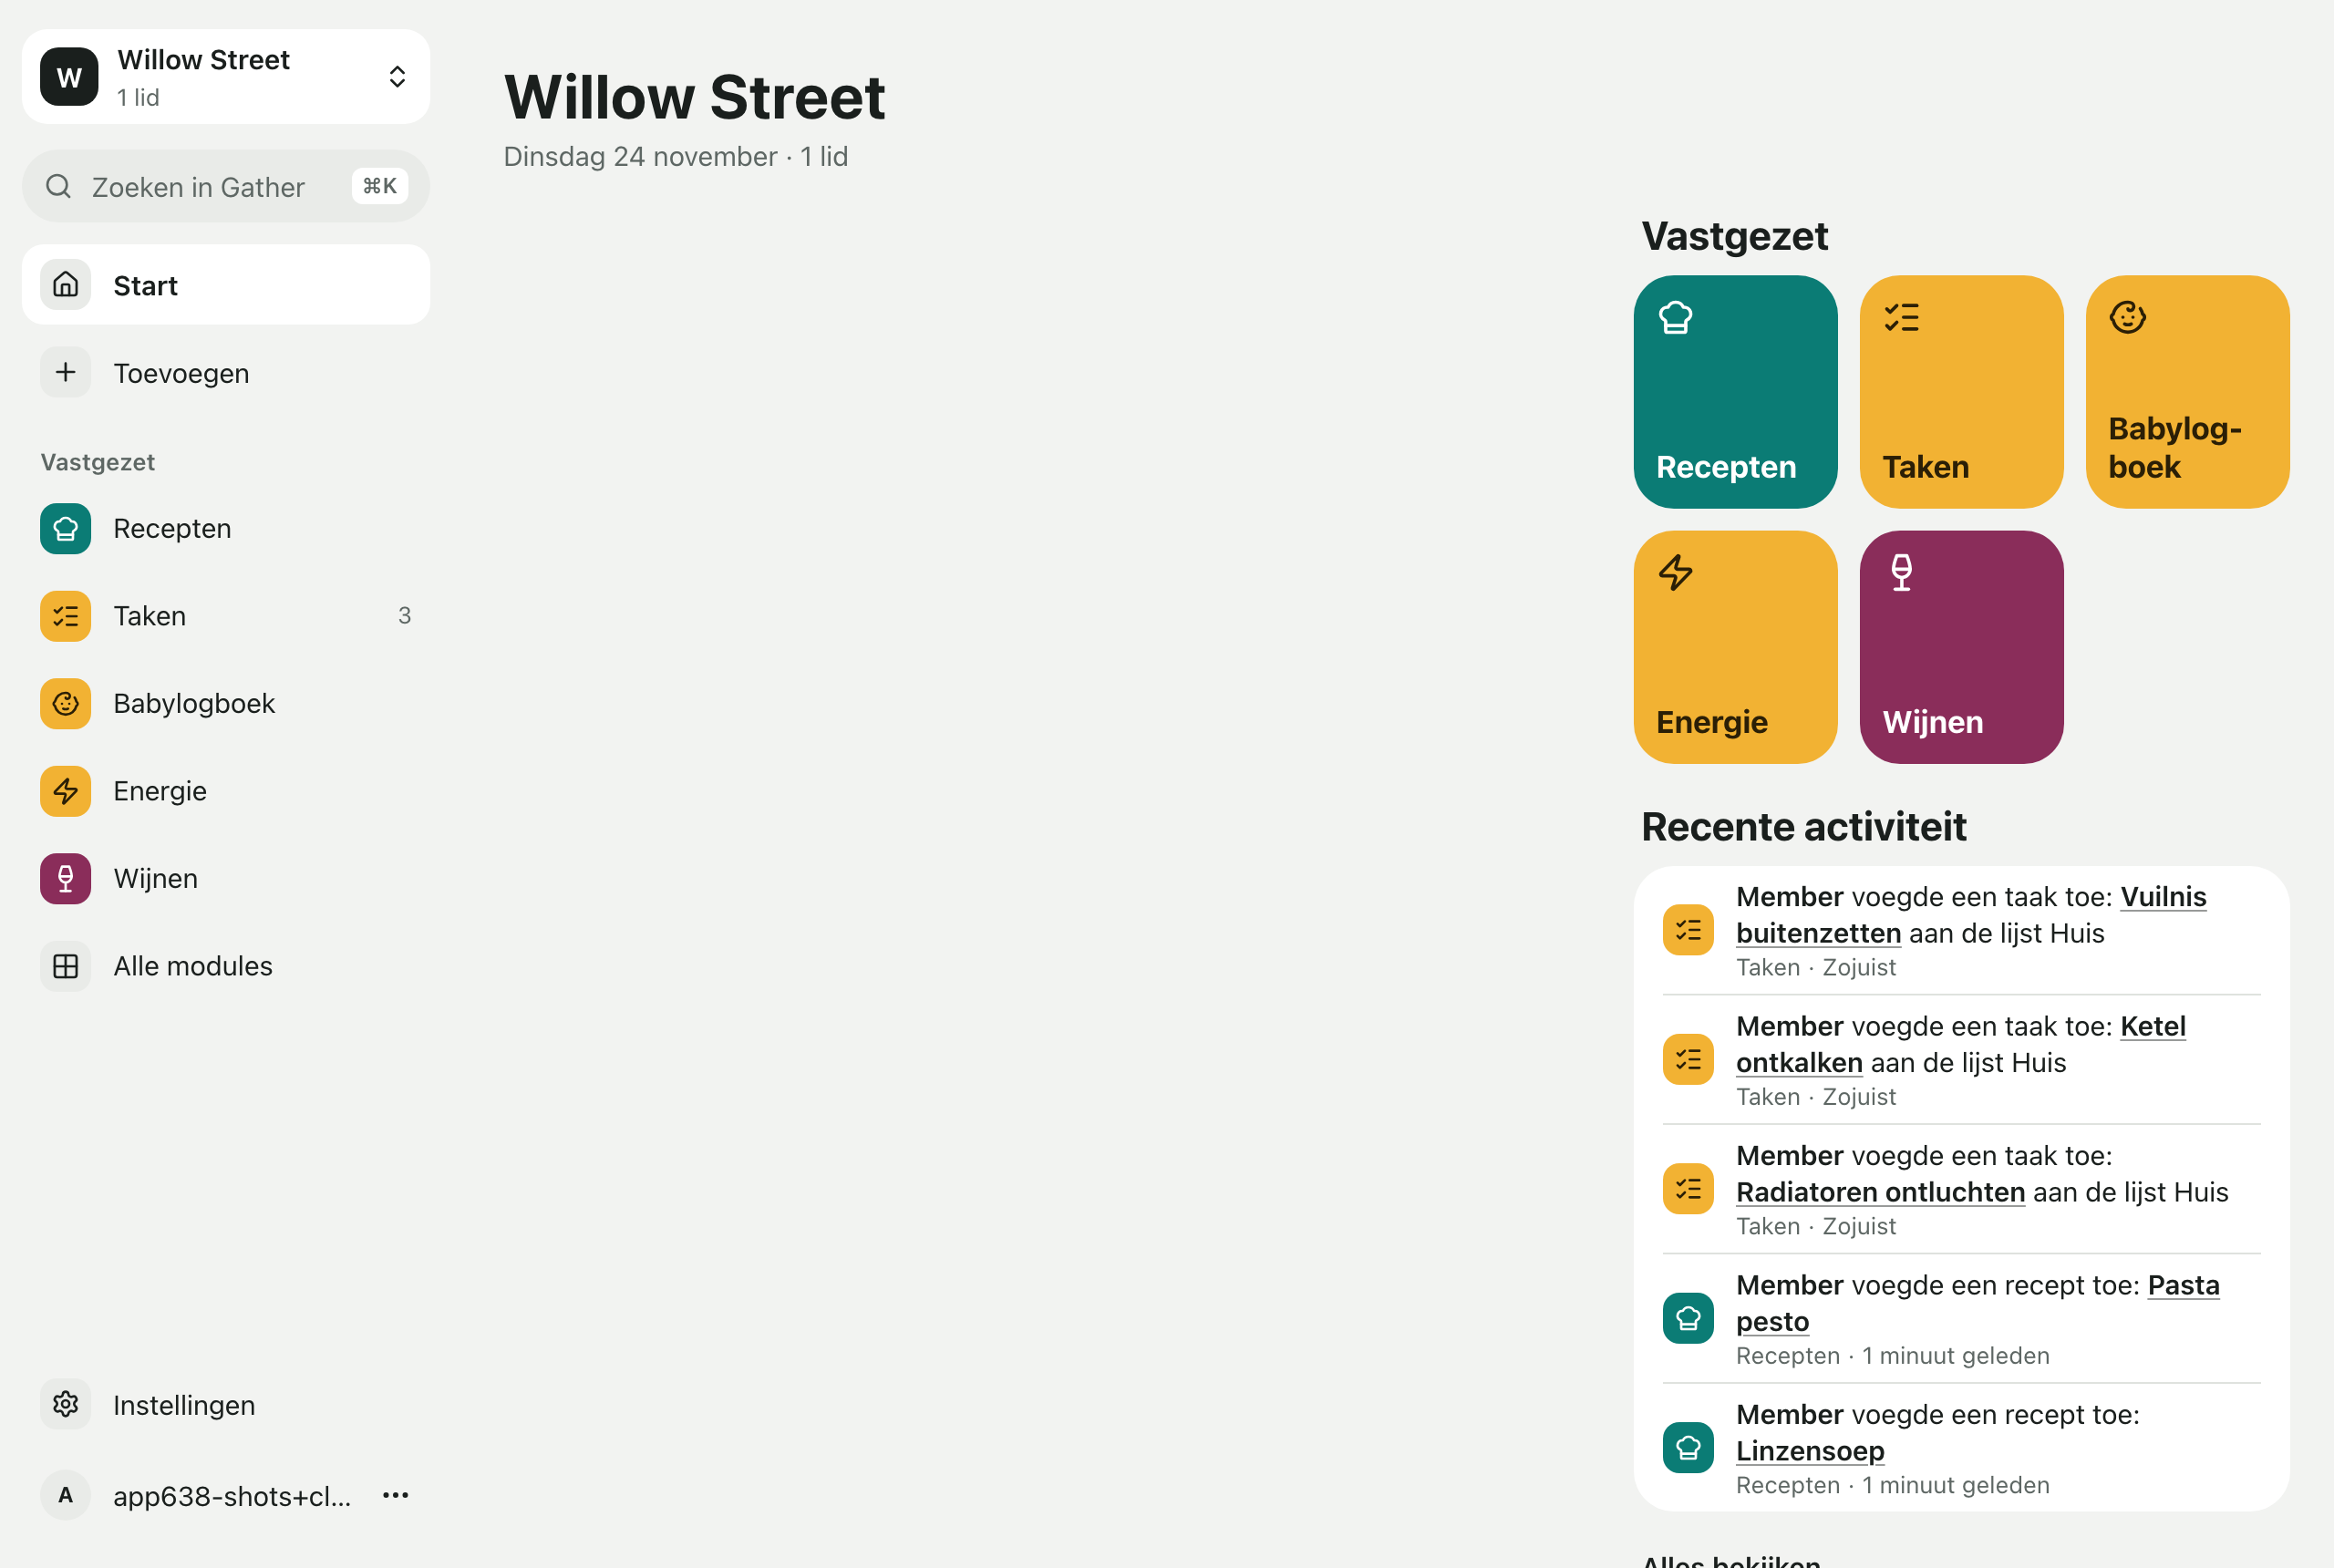 W
Willow Street
1 lid
Zoeken in Gather
⌘K
Start
Toevoegen
Vastgezet
Recepten
Taken
3
Babylogboek
Energie
Wijnen
Alle modules
Instellingen
A
app638-shots+cl...
Willow Street
Dinsdag 24 november · 1 lid
Vastgezet
Recepten
Taken
Babylog-
boek
Energie
Wijnen
Recente activiteit
Member voegde een taak toe: Vuilnis
buitenzetten aan de lijst Huis
Taken · Zojuist
Member voegde een taak toe: Ketel
ontkalken aan de lijst Huis
Taken · Zojuist
Member voegde een taak toe:
Radiatoren ontluchten aan de lijst Huis
Taken · Zojuist
Member voegde een recept toe: Pasta
pesto
Recepten · 1 minuut geleden
Member voegde een recept toe:
Linzensoep
Recepten · 1 minuut geleden
Alles bekijken